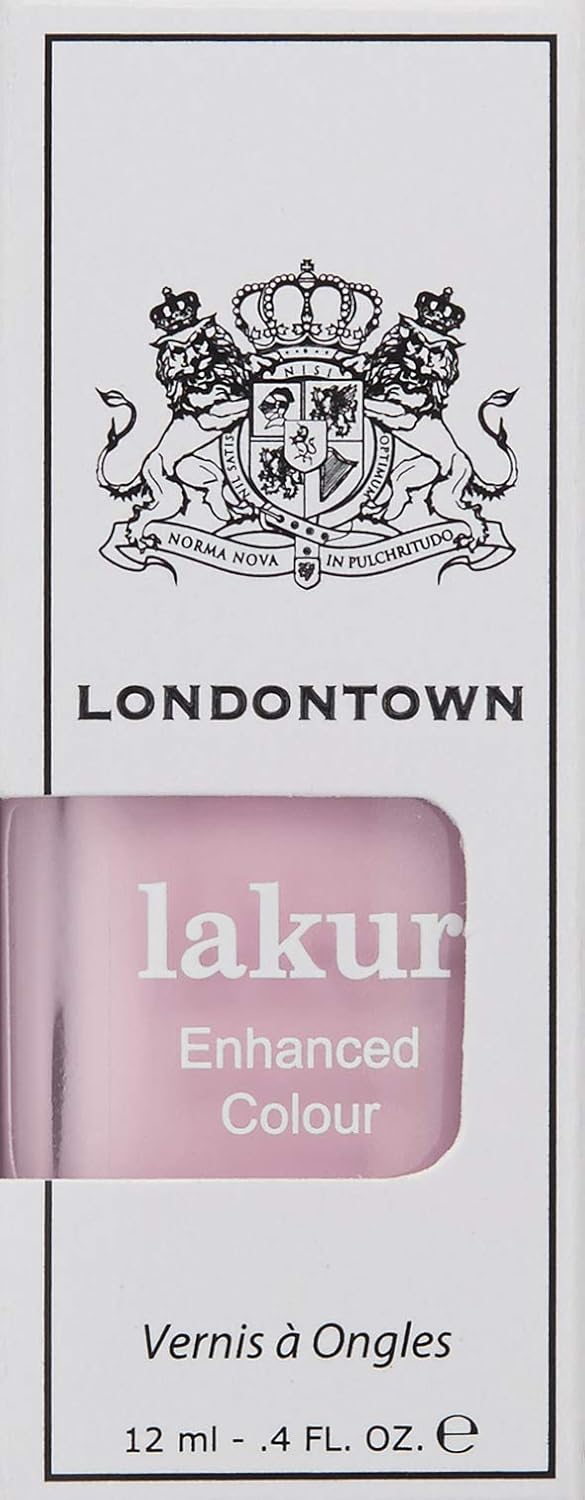 NISI
NIL SATIS
OPTIMUM
NORMA NOVA
IN PULCHRITUDO
LONDONTOWN
lakur
Enhanced
Colour
Vernis à Ongles
12 ml - .4 FL. OZ. ℮